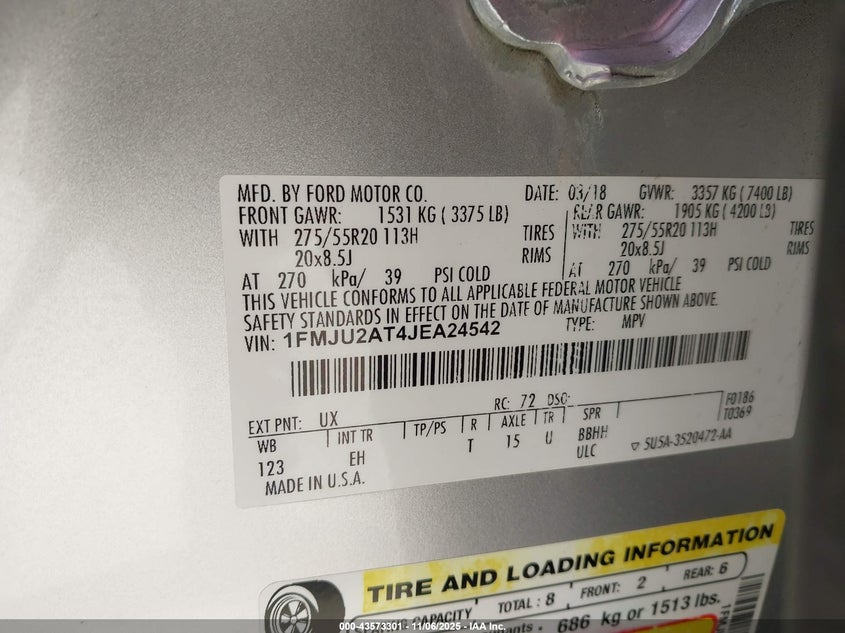 MFD. BY FORD MOTOR CO. DATE: 03/18 GVWR: 3357 KG ( 7400 LB)
FRONT GAWR: 1531 KG ( 3375 LB) REAR GAWR: 1905 KG ( 4200 LB)
WITH 275/55R20 113H TIRES WITH 275/55R20 113H TIRES
20x8.5J RIMS 20x8.5J RIMS
AT 270 kPa/ 39 PSI COLD AT 270 kPa/ 39 PSI COLD
THIS VEHICLE CONFORMS TO ALL APPLICABLE FEDERAL MOTOR VEHICLE
SAFETY STANDARDS IN EFFECT ON THE DATE OF MANUFACTURE SHOWN ABOVE.
VIN: 1FMJU2AT4JEA24542 TYPE: MPV
EXT PNT: UX RC: 72 DSO: F0186
T0369
WB INT TR TP/PS R AXLE TR SPR
123 EH T 15 U BBHH
ULC 5U5A-3520472-AA
MADE IN U.S.A.
TIRE AND LOADING INFORMATION
CAPACITY TOTAL : 8 FRONT: 2 REAR: 6
686 kg or 1513 lbs.
000-43573301 - 11/06/2025 - IAA Inc.